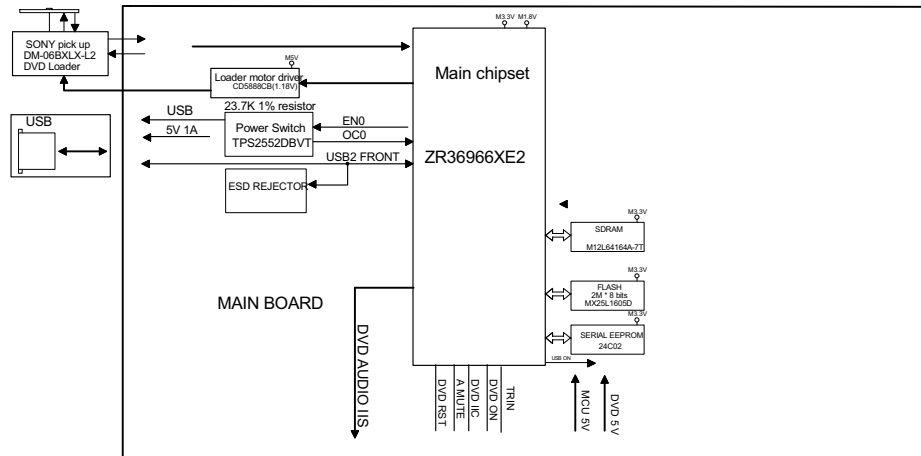 M3.3V M1.8V
SONY pick up
DM-06BXLX-L2
DVD Loader
M5V
Loader motor driver
CD5888CB(1.18V)
Main chipset
23.7K 1% resistor
USB
5V 1A
Power Switch
TPS2552DBVT
EN0
OC0
USB
USB2 FRONT
ZR36966XE2
ESD REJECTOR
M3.3V
SDRAM
M12L64164A-7T
M3.3V
FLASH
2M * 8 bits
MX25L1605D
M3.3V
SERIAL EEPROM
24C02
MAIN BOARD
USB ON
DVD AUDIO IIS
DVD RST
A MUTE
DVD IIC
DVD ON
TRIN
MCU 5V
DVD 5V